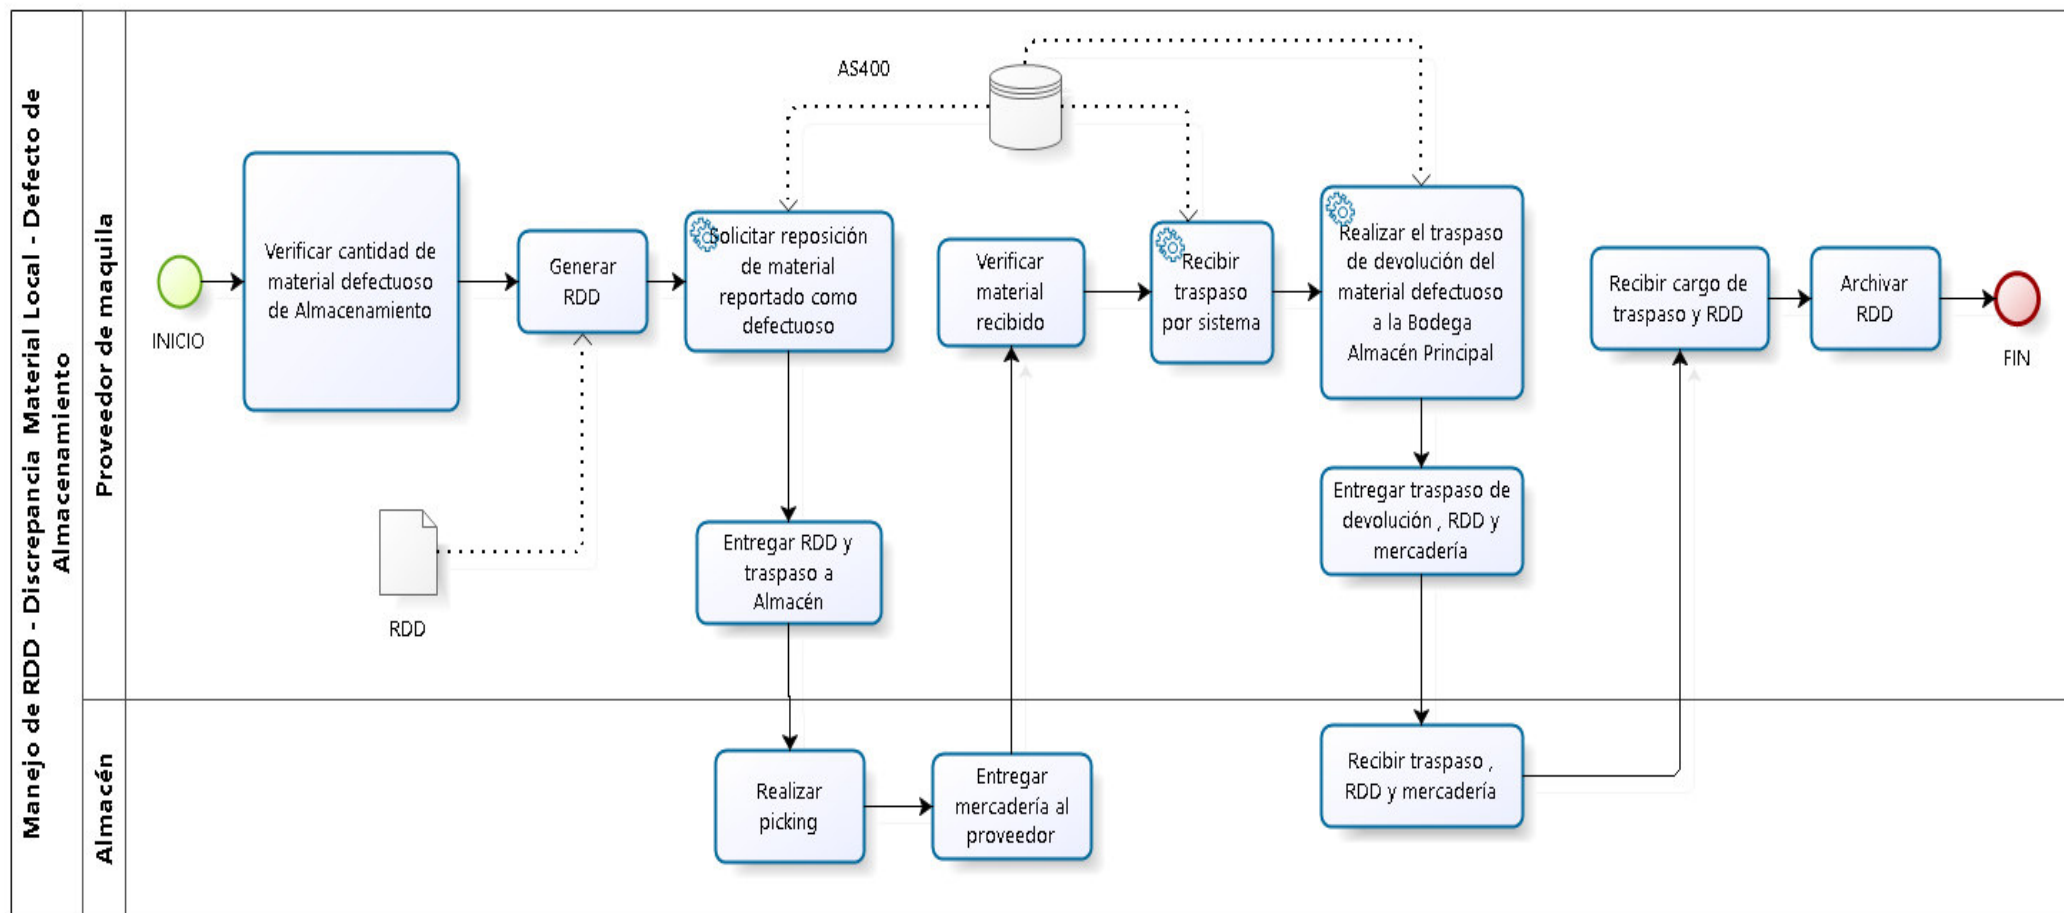 Manejo de RDD - Discrepancia Material Local - Defecto de
Almacenamiento
Proveedor de maquila
Almacén
AS400
INICIO
Verificar cantidad de
material defectuoso
de Almacenamiento
Generar
RDD
RDD
Solicitar reposición
de material
reportado como
defectuoso
Entregar RDD y
traspaso a
Almacén
Realizar
picking
Entregar
mercadería al
proveedor
Verificar
material
recibido
Recibir
traspaso
por sistema
Realizar el traspaso
de devolución del
material defectuoso
a la Bodega
Almacén Principal
Entregar traspaso de
devolución , RDD y
mercadería
Recibir traspaso ,
RDD y mercadería
Recibir cargo de
traspaso y RDD
Archivar
RDD
FIN